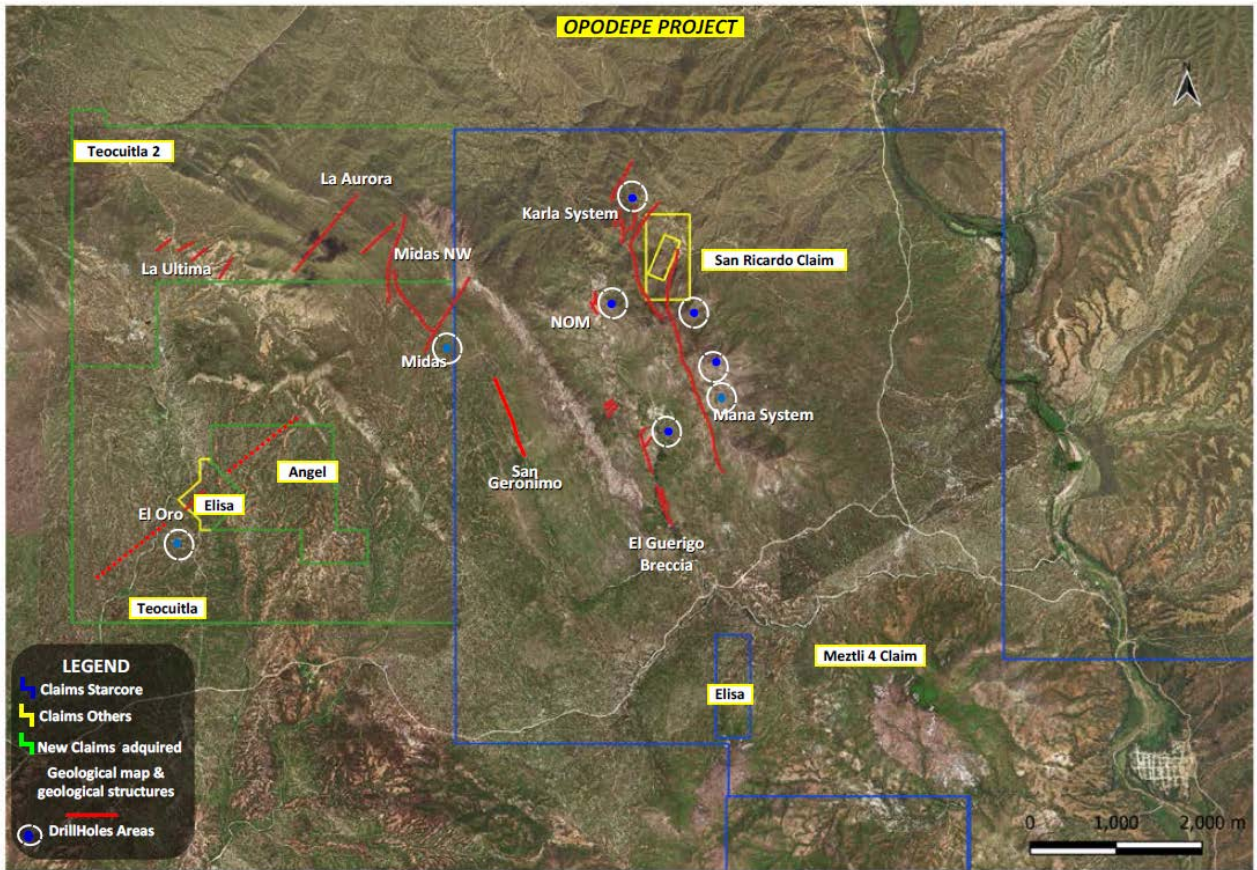 OPODEPE PROJECT
N
Teocuitla 2
La Aurora
Karla System
La Ultima
Midas NW
San Ricardo Claim
NOM
Midas
Mana System
Angel
San
Geronimo
Elisa
El Oro
El Guerigo
Breccia
Teocuitla
Meztli 4 Claim
Elisa
LEGEND
Claims Starcore
Claims Others
New Claims adquired
Geological map &
geological structures
DrillHoles Areas
0 1,000 2,000 m